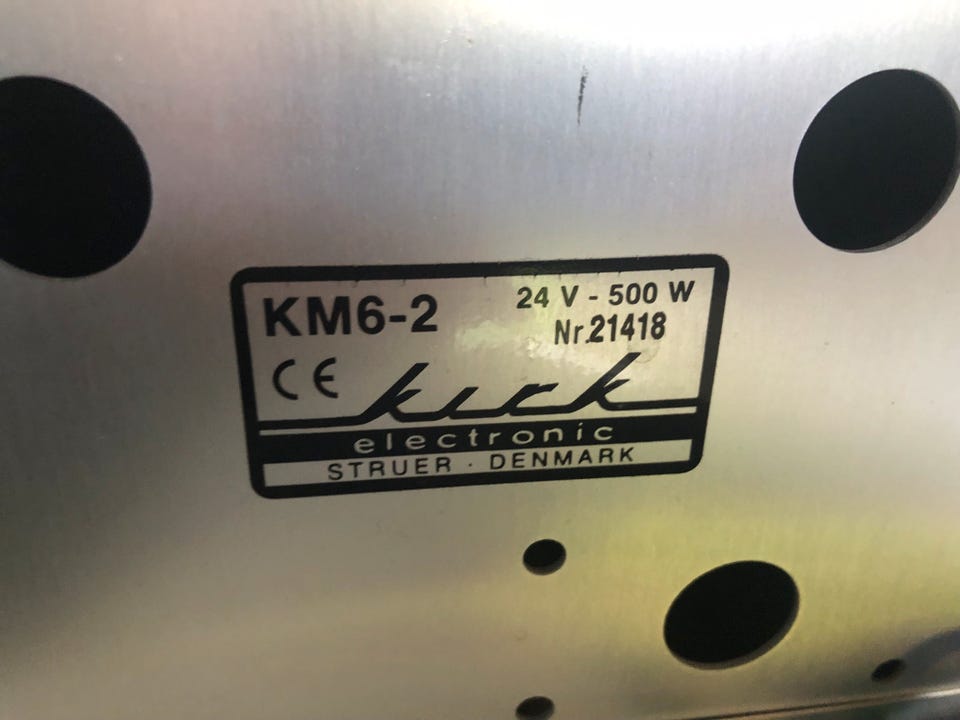 KM6-2
24 V - 500 W
Nr.21418
CE
kirk
electronic
STRUER · DENMARK